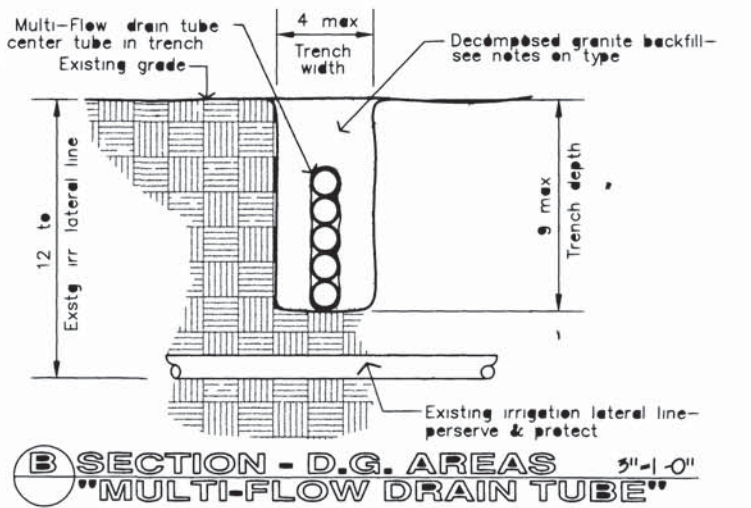 Multi-Flow drain tube
center tube in trench
Existing grade
4 max
Trench
width
Decomposed granite backfill-
see notes on type
12 to
Exstg irr lateral line
9 max
Trench depth
Existing irrigation lateral line-
perserve & protect
B SECTION - D.G. AREAS 3"-1-0"
"MULTI-FLOW DRAIN TUBE"